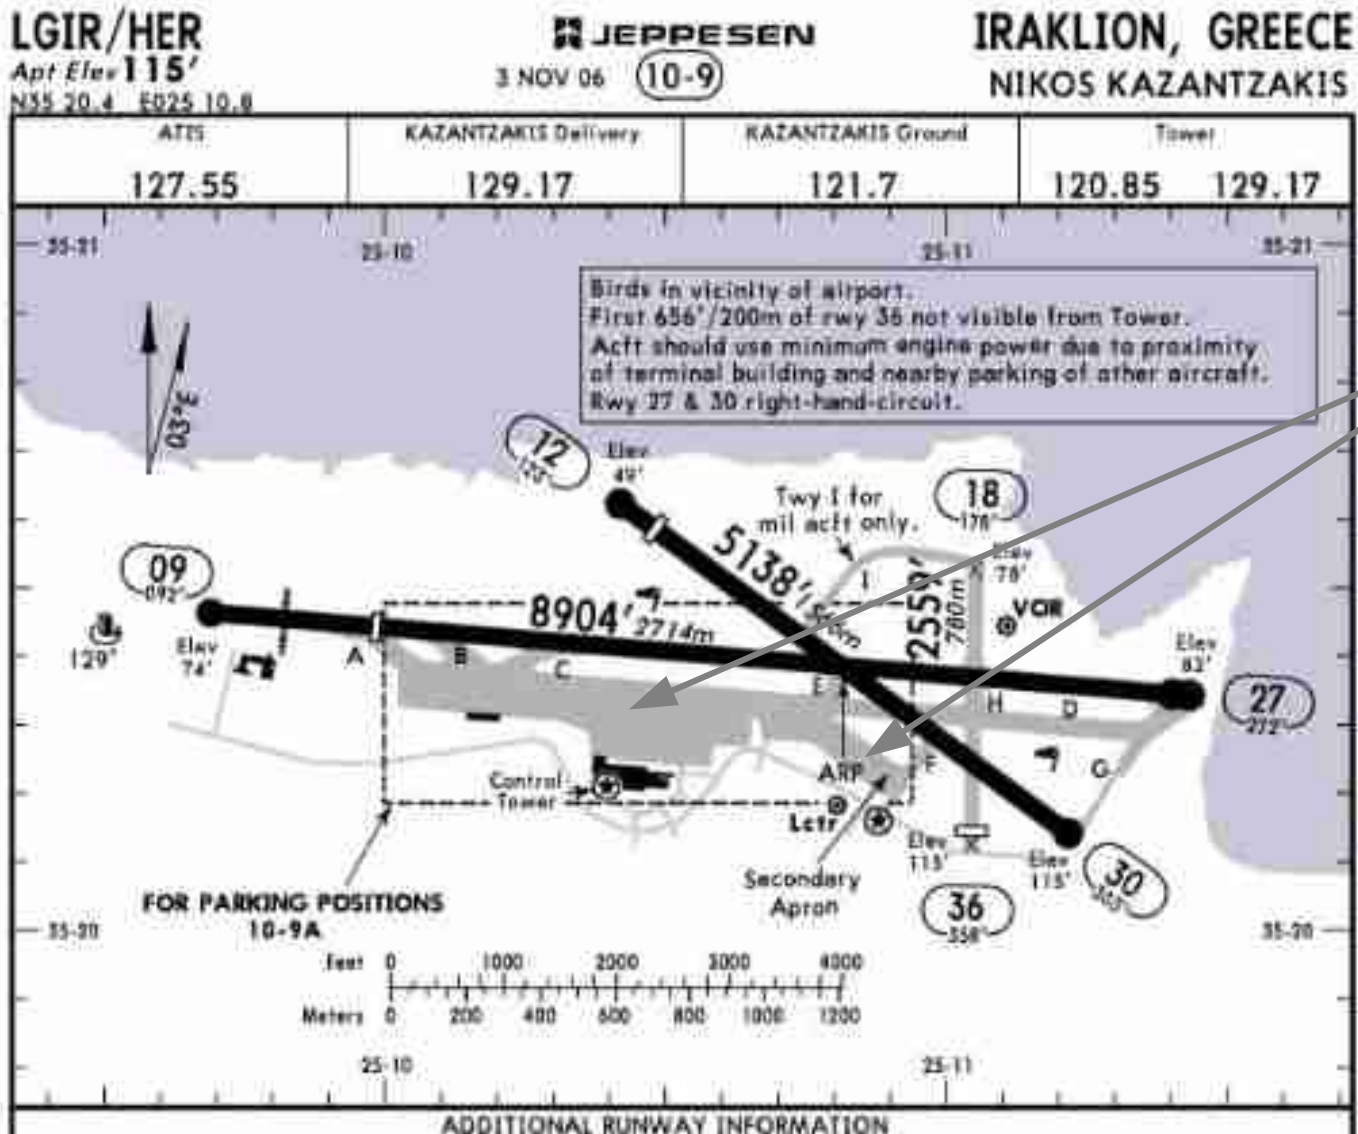 LGIR/HER
Apt Elev 115'
N35 20.4 E025 10.8
JEPPESEN
3 NOV 06 10-9
IRAKLION, GREECE
NIKOS KAZANTZAKIS
ATIS
127.55
KAZANTZAKIS Delivery
129.17
KAZANTZAKIS Ground
121.7
Tower
120.85 129.17
35-21 25-10 25-11 35-21
Birds in vicinity of airport.
First 656'/200m of rwy 36 not visible from Tower.
Acft should use minimum engine power due to proximity
of terminal building and nearby parking of other aircraft.
Rwy 27 & 30 right-hand-circuit.
03°E
12
Elev
49'
Twy I for
mil acft only.
18
178°
Elev
78'
09
092°
5138'
I
2559'
780m
VOR
8904' 2714m
129°
Elev
74'
A B C E H D
Elev
82'
27
272°
Control
Tower
ARP
F
G
Lctr
Elev
115'
Elev
115'
30
Secondary
Apron
36
358°
FOR PARKING POSITIONS
10-9A
35-20 35-20
Feet 0 1000 2000 3000 4000
Meters 0 200 400 600 800 1000 1200
25-10 25-11
ADDITIONAL RUNWAY INFORMATION